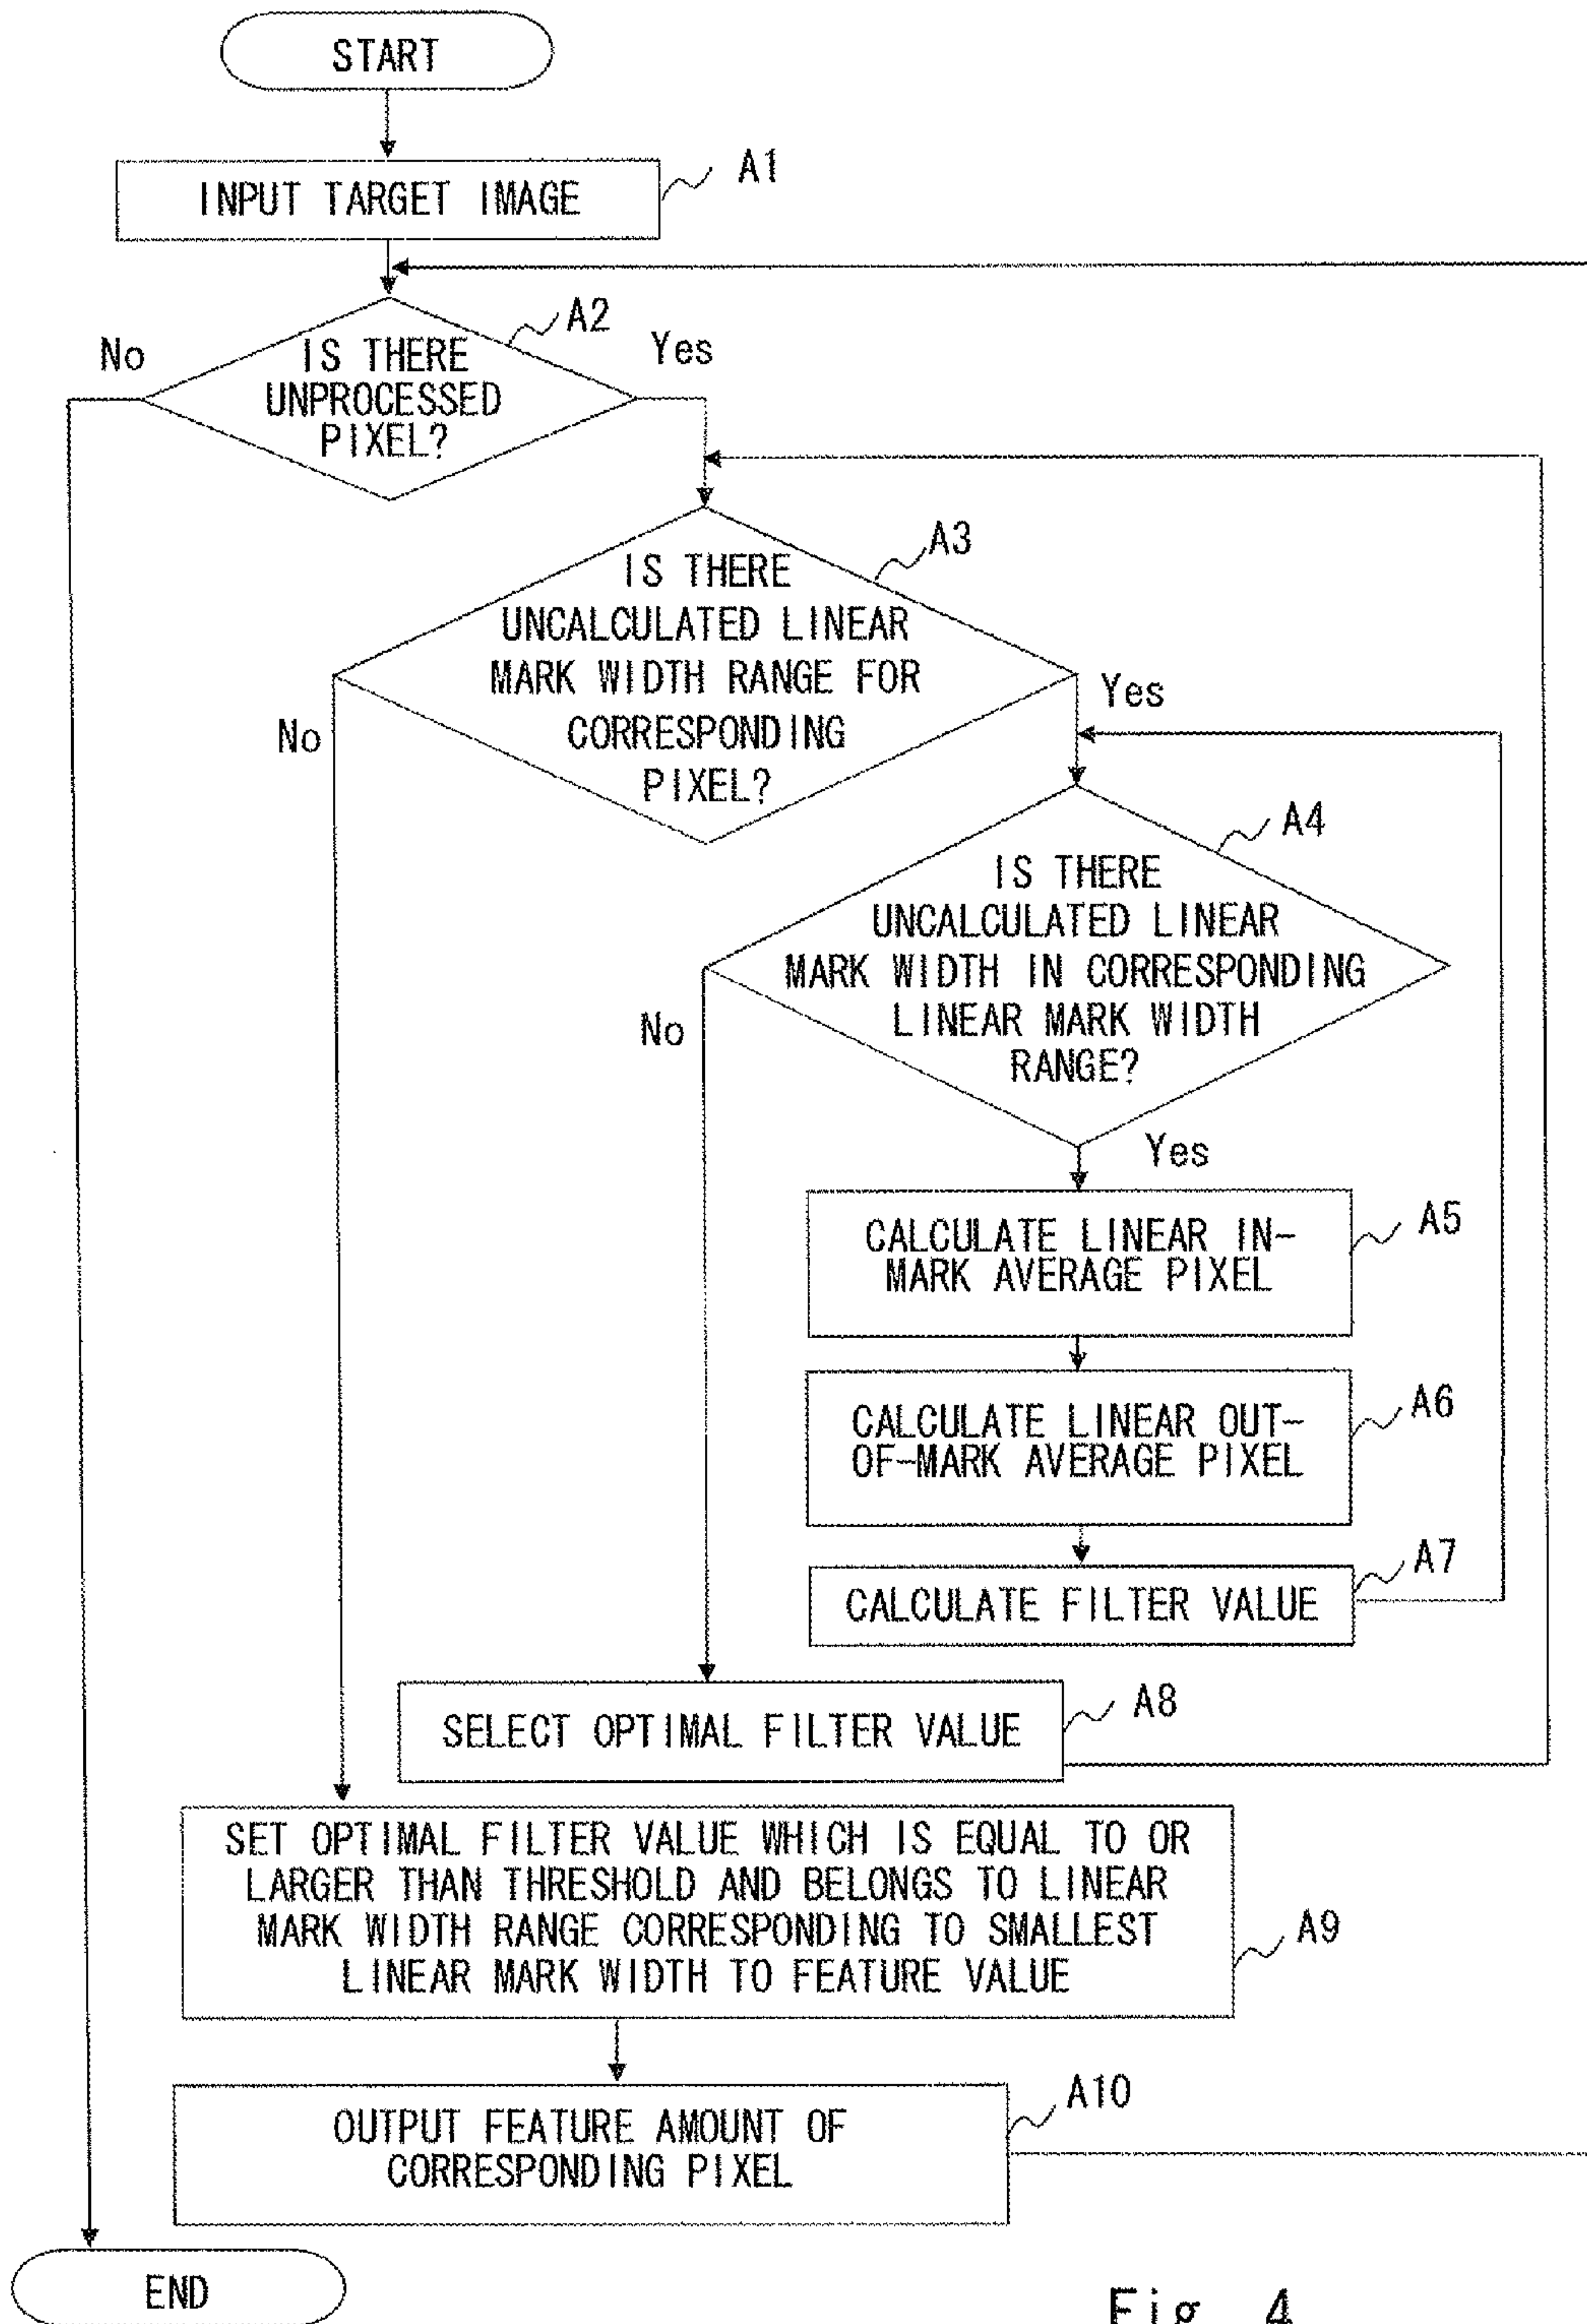 START
INPUT TARGET IMAGE
A1
A2
No
Yes
IS THERE
UNPROCESSED
PIXEL?
A3
IS THERE
UNCALCULATED LINEAR
MARK WIDTH RANGE FOR
CORRESPONDING
PIXEL?
No
Yes
A4
IS THERE
UNCALCULATED LINEAR
MARK WIDTH IN CORRESPONDING
LINEAR MARK WIDTH
RANGE?
No
Yes
CALCULATE LINEAR IN-
MARK AVERAGE PIXEL
A5
CALCULATE LINEAR OUT-
OF-MARK AVERAGE PIXEL
A6
CALCULATE FILTER VALUE
A7
SELECT OPTIMAL FILTER VALUE
A8
SET OPTIMAL FILTER VALUE WHICH IS EQUAL TO OR
LARGER THAN THRESHOLD AND BELONGS TO LINEAR
MARK WIDTH RANGE CORRESPONDING TO SMALLEST
LINEAR MARK WIDTH TO FEATURE VALUE
A9
OUTPUT FEATURE AMOUNT OF
CORRESPONDING PIXEL
A10
END
Fig. 4